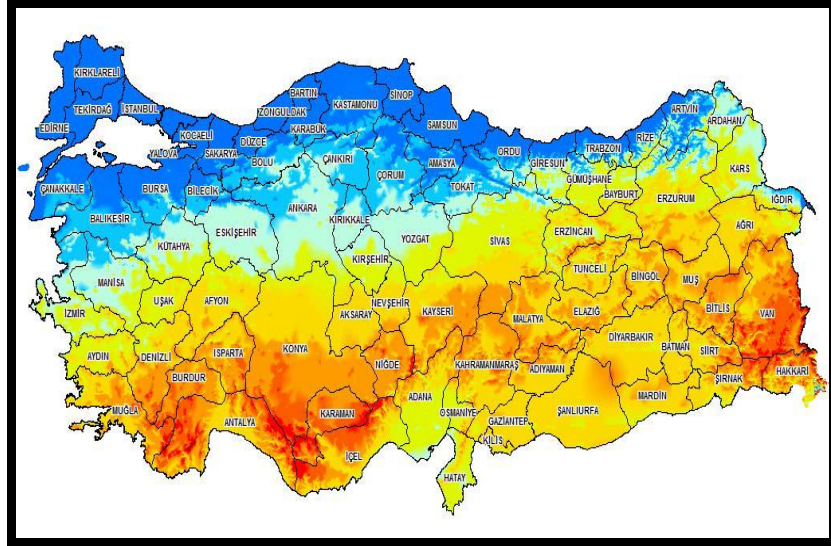 KIRKLARELİ
EDİRNE
TEKİRDAĞ
İSTANBUL
KOCAELİ
YALOVA
SAKARYA
DÜZCE
ZONGULDAK
BARTIN
KARABÜK
KASTAMONU
SİNOP
SAMSUN
BOLU
ÇANKIRI
ÇORUM
AMASYA
TOKAT
ORDU
GİRESUN
TRABZON
RİZE
ARTVİN
ARDAHAN
GÜMÜŞHANE
BAYBURT
KARS
ERZURUM
IĞDIR
AĞRI
ÇANAKKALE
BALIKESİR
BURSA
BİLECİK
KÜTAHYA
ESKİŞEHİR
ANKARA
KIRIKKALE
KIRŞEHİR
YOZGAT
SİVAS
ERZİNCAN
TUNCELİ
BİNGÖL
MUŞ
BİTLİS
VAN
MANİSA
İZMİR
UŞAK
AFYON
AKSARAY
NEVŞEHİR
KAYSERİ
MALATYA
ELAZIĞ
DİYARBAKIR
BATMAN
SİİRT
ŞIRNAK
HAKKARİ
AYDIN
DENİZLİ
ISPARTA
BURDUR
KONYA
NİĞDE
KAHRAMANMARAŞ
ADIYAMAN
MARDİN
ŞANLIURFA
MUĞLA
ANTALYA
KARAMAN
İÇEL
ADANA
OSMANİYE
GAZİANTEP
KİLİS
HATAY